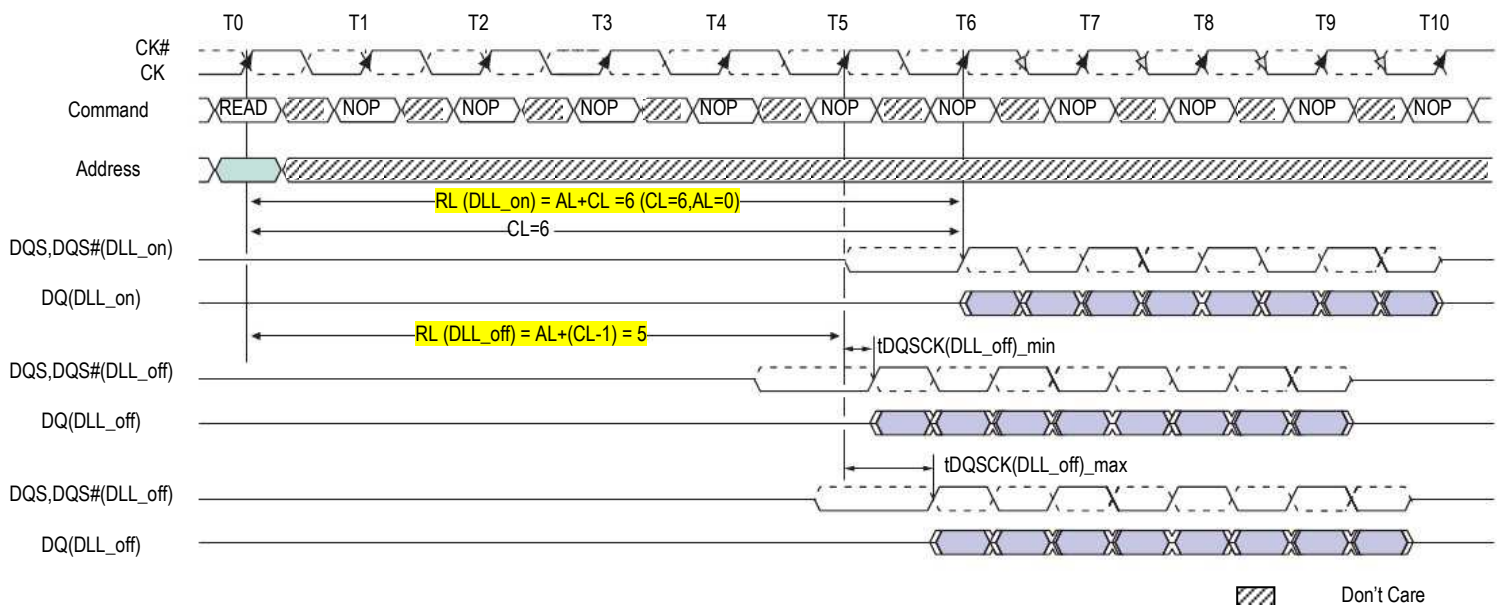 T0 T1 T2 T3 T4 T5 T6 T7 T8 T9 T10
CK#
CK
Command READ NOP NOP NOP NOP NOP NOP NOP NOP NOP NOP
Address
RL (DLL_on) = AL+CL =6 (CL=6,AL=0)
CL=6
DQS,DQS#(DLL_on)
DQ(DLL_on)
RL (DLL_off) = AL+(CL-1) = 5
tDQSCK(DLL_off)_min
DQS,DQS#(DLL_off)
DQ(DLL_off)
tDQSCK(DLL_off)_max
DQS,DQS#(DLL_off)
DQ(DLL_off)
Don't Care